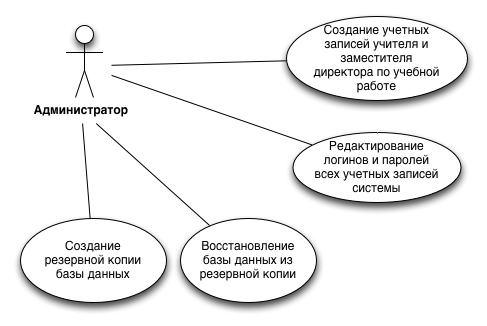 Создание учетных
записей учителя и
заместителя
директора по учебной
работе
Администратор
Редактирование
логинов и паролей
всех учетных записей
системы
Создание
резервной копии
базы данных
Восстановление
базы данных из
резервной копии